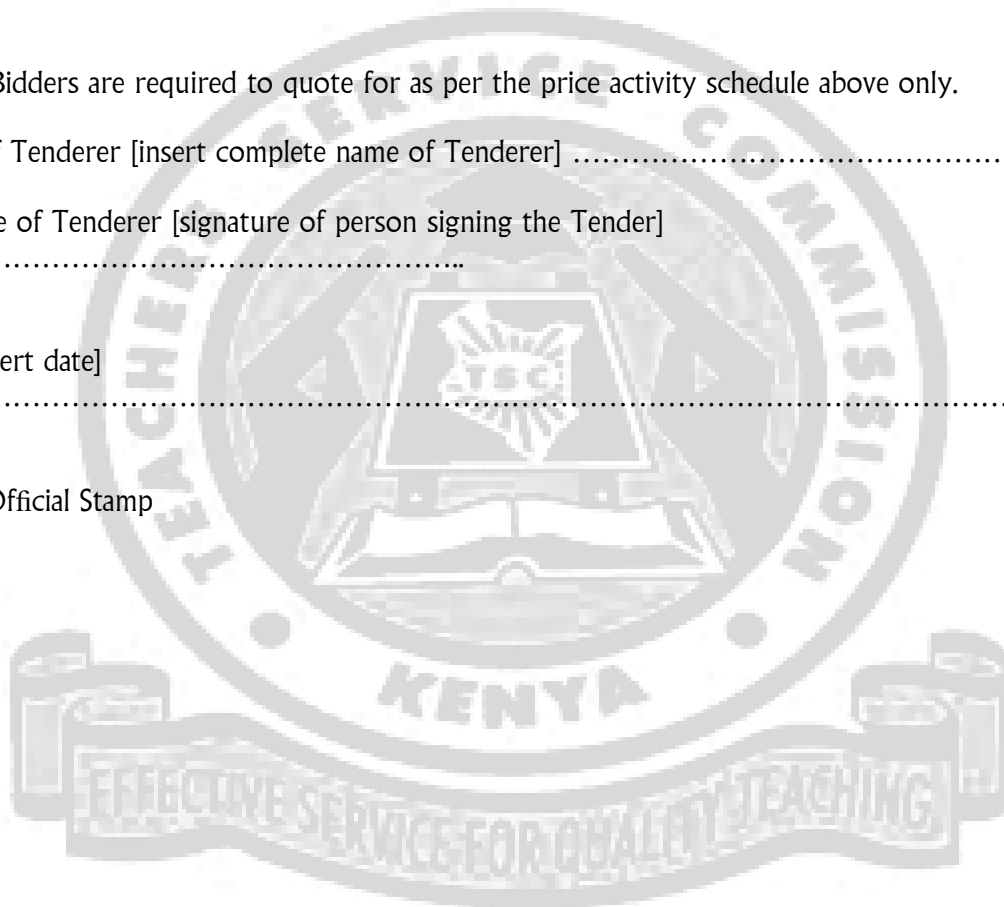 Bidders are required to quote for as per the price activity schedule above only.
f Tenderer [insert complete name of Tenderer] ……………………………………
e of Tenderer [signature of person signing the Tender]
……………………………………………..
ert date]
………………………………………………………………………………………
Official Stamp
TEACHERS SERVICE COMMISSION
TSC
KENYA
EFFECTIVE SERVICE FOR QUALITY TEACHING